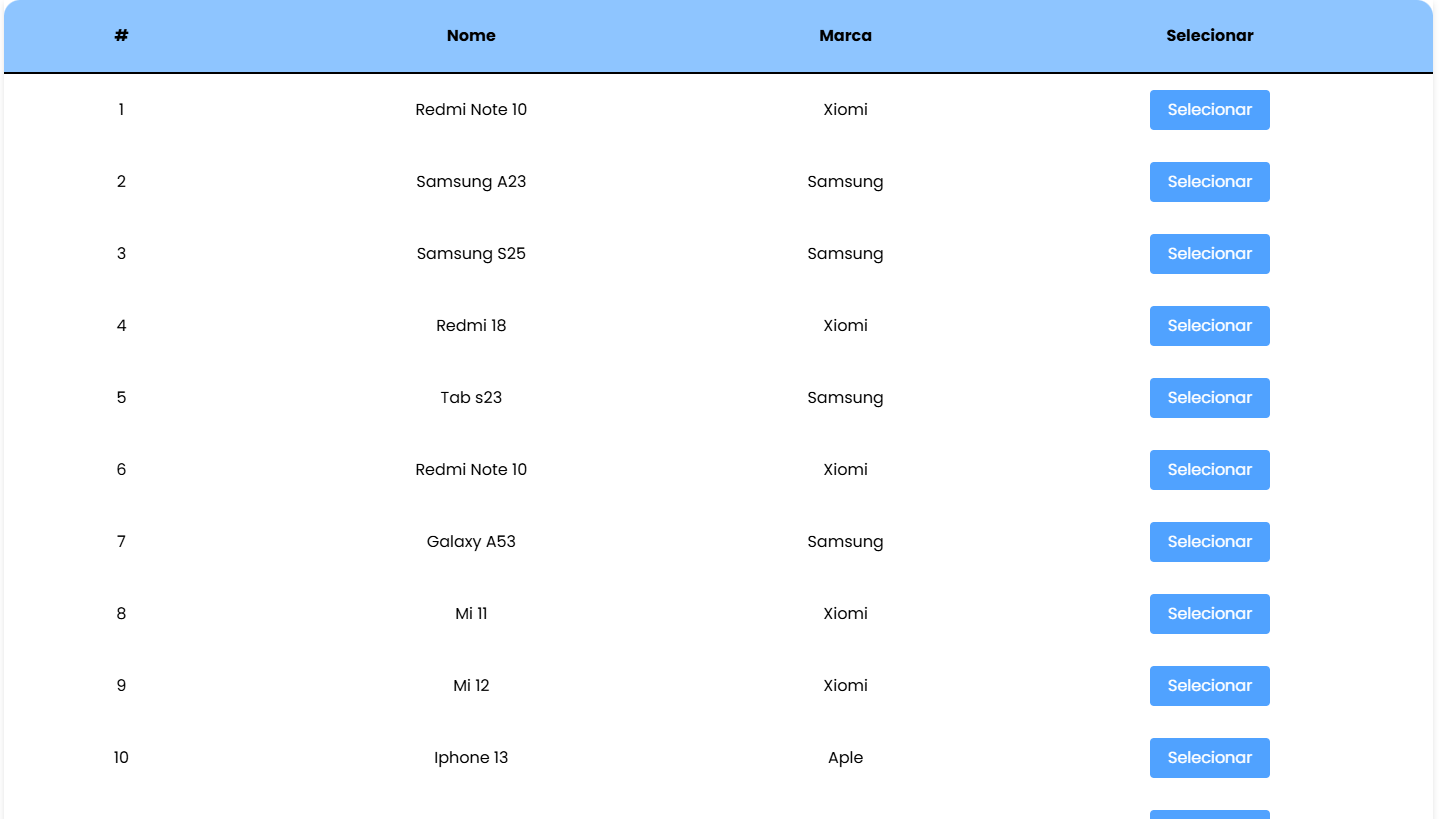 # Nome Marca Selecionar
1 Redmi Note 10 Xiomi Selecionar
2 Samsung A23 Samsung Selecionar
3 Samsung S25 Samsung Selecionar
4 Redmi 18 Xiomi Selecionar
5 Tab s23 Samsung Selecionar
6 Redmi Note 10 Xiomi Selecionar
7 Galaxy A53 Samsung Selecionar
8 Mi 11 Xiomi Selecionar
9 Mi 12 Xiomi Selecionar
10 Iphone 13 Aple Selecionar